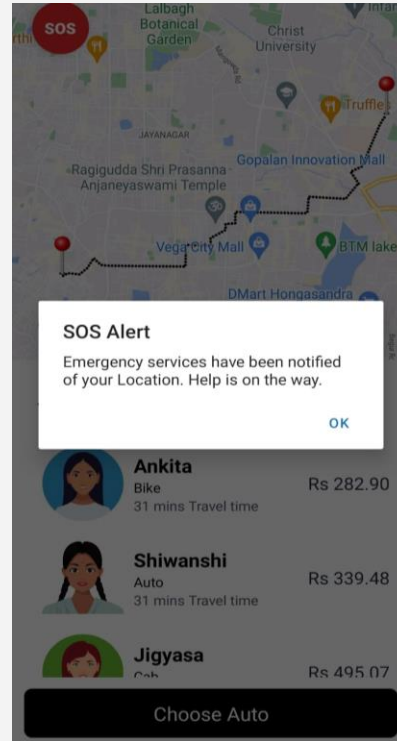 Lalbagh
Botanical
Garden
SOS
Christ
University
Truffles
JAYANAGAR
Gopalan Innovation Mall
Ragigudda Shri Prasanna
Anjaneyaswami Temple
Vega City Mall
BTM lake
DMart Hongasandra
SOS Alert
Emergency services have been notified
of your Location. Help is on the way.
OK
Ankita
Bike
Rs 282.90
31 mins Travel time
Shiwanshi
Auto
Rs 339.48
31 mins Travel time
Jigyasa
Cab
Rs 495.07
Choose Auto